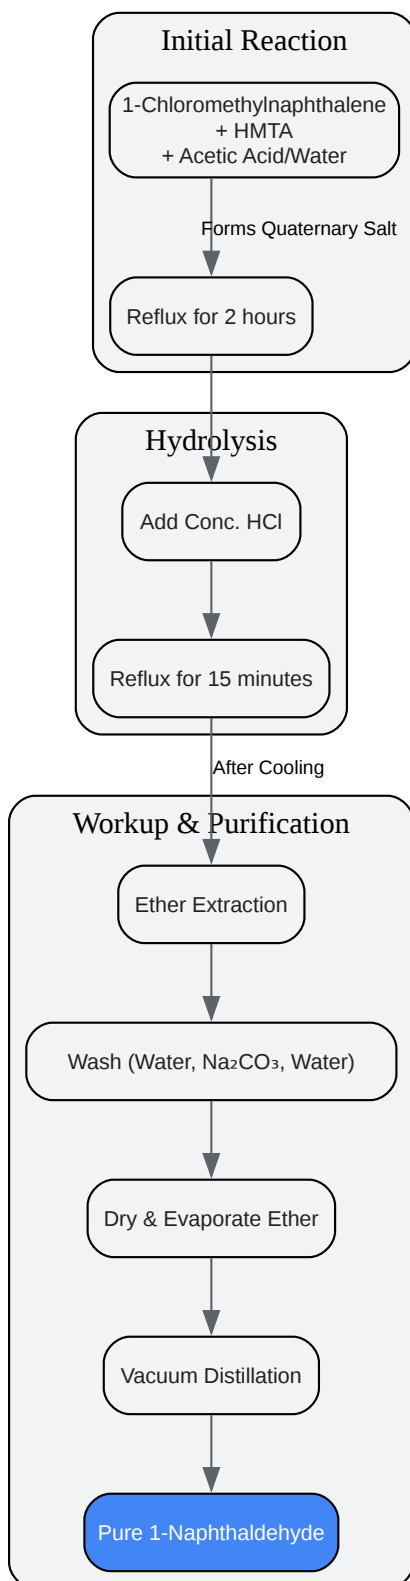 Initial Reaction
1-Chloromethylnaphthalene
+ HMTA
+ Acetic Acid/Water
Forms Quaternary Salt
Reflux for 2 hours
Hydrolysis
Add Conc. HCl
Reflux for 15 minutes
After Cooling
Workup & Purification
Ether Extraction
Wash (Water, Na₂CO₃, Water)
Dry & Evaporate Ether
Vacuum Distillation
Pure 1-Naphthaldehyde